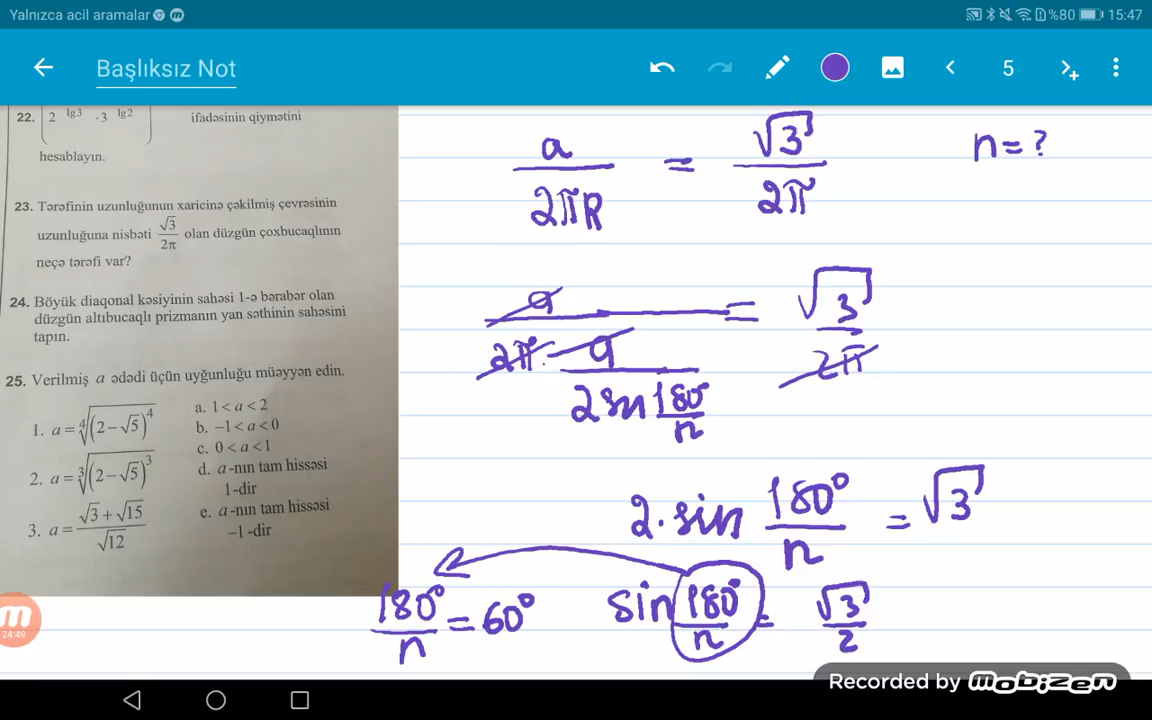 Yalnızca acil aramalar
%80 15:47
Başlıksız Not
5
22. 2 lg3 · 3 lg2 ifadəsinin qiymətini
hesablayın.
23. Tərəfinin uzunluğunun xaricinə çəkilmiş çevrəsinin
uzunluğuna nisbəti √3/2π olan düzgün çoxbucaqlının
neçə tərəfi var?
24. Böyük diaqonal kəsiyinin sahəsi 1-ə bərabər olan
düzgün altıbucaqlı prizmanın yan səthinin sahəsini
tapın.
25. Verilmiş a ədədi üçün uyğunluğu müəyyən edin.
1. a = ⁴√(2 − √5)⁴
2. a = ³√(2 − √5)³
3. a = (√3 + √15)/√12
a. 1 < a < 2
b. −1 < a < 0
c. 0 < a < 1
d. a-nın tam hissəsi
1-dir
e. a-nın tam hissəsi
−1 -dir
a/2πR = √3/2π n = ?
a/(2π · a/(2 sin 180°/n)) = √3/2π
2 · sin 180°/n = √3
180°/n = 60° sin 180°/n = √3/2
24:49
Recorded by mobizen